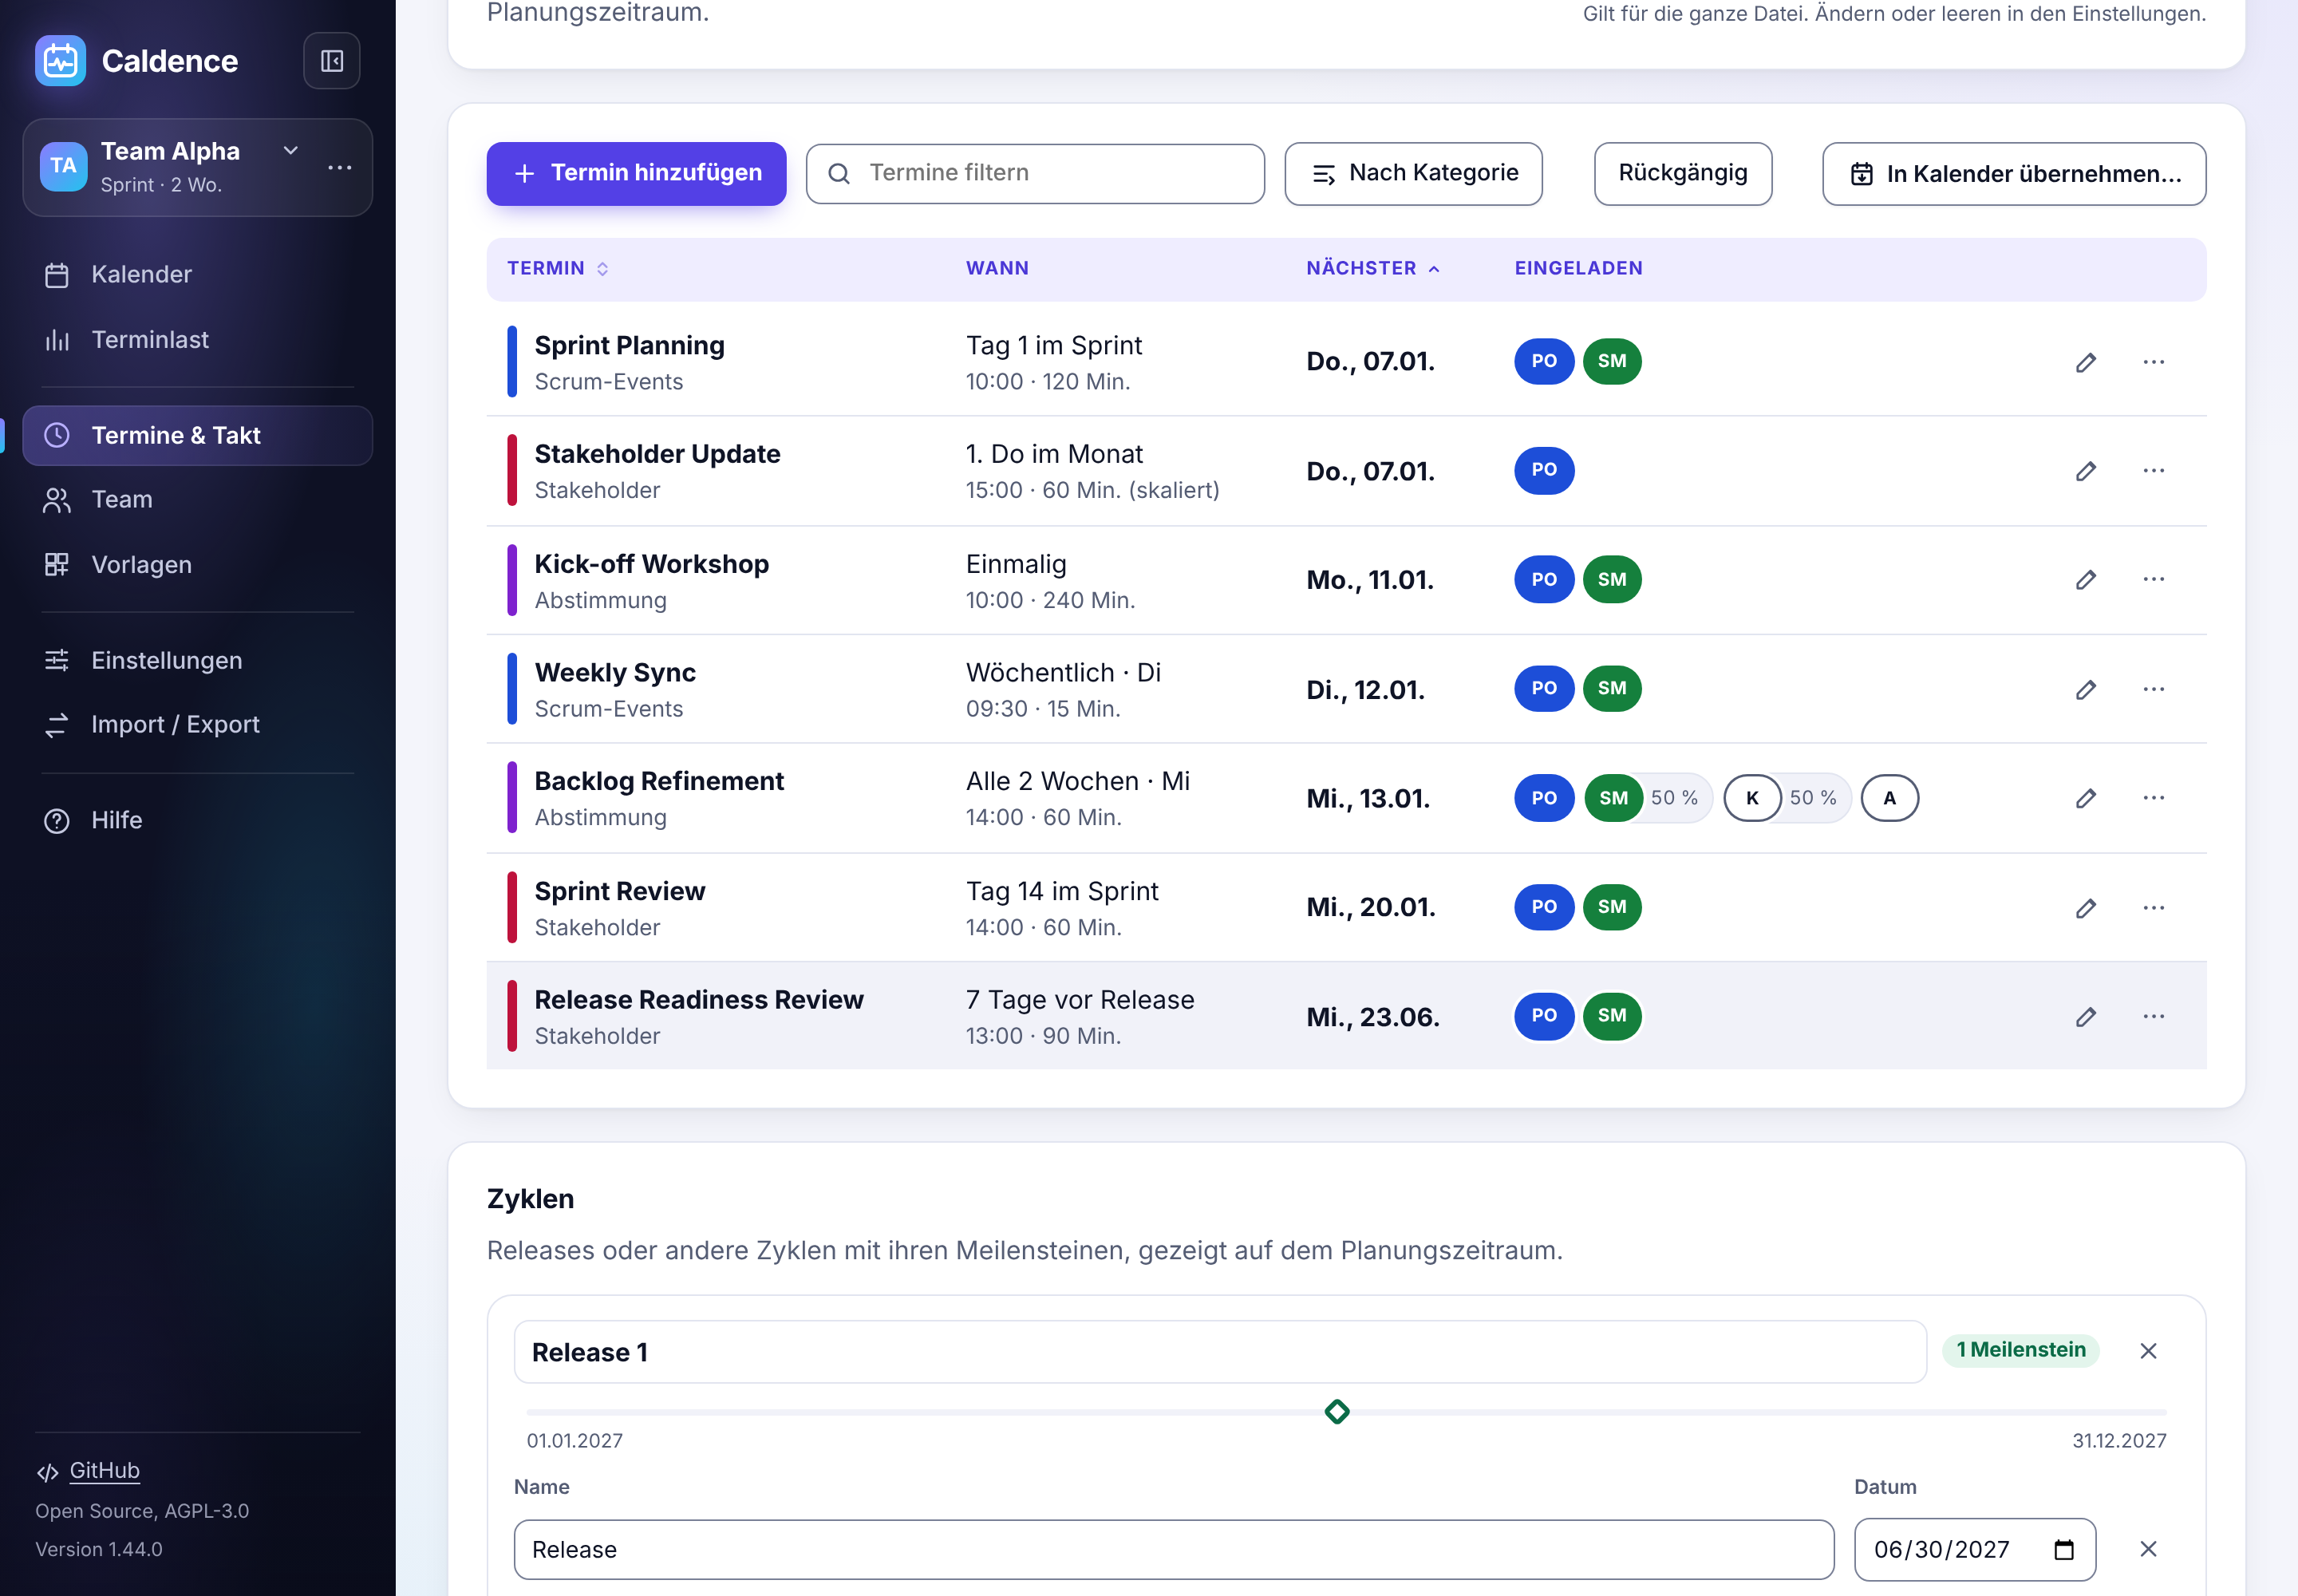 Caldence
TA
Team Alpha
Sprint · 2 Wo.
Kalender
Terminlast
Termine & Takt
Team
Vorlagen
Einstellungen
Import / Export
Hilfe
GitHub
Open Source, AGPL-3.0
Version 1.44.0
Planungszeitraum.
Gilt für die ganze Datei. Ändern oder leeren in den Einstellungen.
Termin hinzufügen
Termine filtern
Nach Kategorie
Rückgängig
In Kalender übernehmen...
TERMIN WANN NÄCHSTER EINGELADEN
Sprint Planning
Scrum-Events
Tag 1 im Sprint
10:00 · 120 Min.
Do., 07.01.
PO SM
Stakeholder Update
Stakeholder
1. Do im Monat
15:00 · 60 Min. (skaliert)
Do., 07.01.
PO
Kick-off Workshop
Abstimmung
Einmalig
10:00 · 240 Min.
Mo., 11.01.
PO SM
Weekly Sync
Scrum-Events
Wöchentlich · Di
09:30 · 15 Min.
Di., 12.01.
PO SM
Backlog Refinement
Abstimmung
Alle 2 Wochen · Mi
14:00 · 60 Min.
Mi., 13.01.
PO SM 50 % K 50 % A
Sprint Review
Stakeholder
Tag 14 im Sprint
14:00 · 60 Min.
Mi., 20.01.
PO SM
Release Readiness Review
Stakeholder
7 Tage vor Release
13:00 · 90 Min.
Mi., 23.06.
PO SM
Zyklen
Releases oder andere Zyklen mit ihren Meilensteinen, gezeigt auf dem Planungszeitraum.
Release 1
1 Meilenstein
01.01.2027
31.12.2027
Name
Datum
Release
06/30/2027